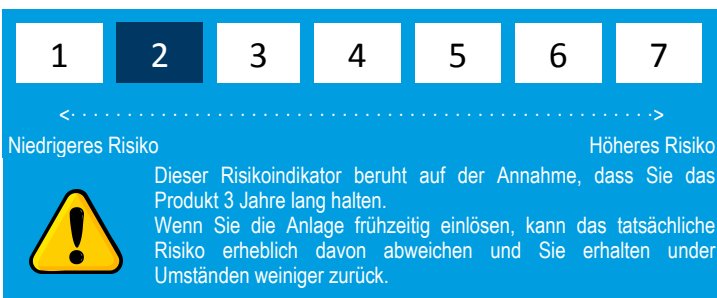 1 2 3 4 5 6 7
<· · · · · · · · · · · · · · · · · · · · · · · · · · · · · · · · · · · · · · · · · · · · · · · · · · · ·>
Niedrigeres Risiko Höheres Risiko
Dieser Risikoindikator beruht auf der Annahme, dass Sie das
Produkt 3 Jahre lang halten.
Wenn Sie die Anlage frühzeitig einlösen, kann das tatsächliche
Risiko erheblich davon abweichen und Sie erhalten under
Umständen weiniger zurück.